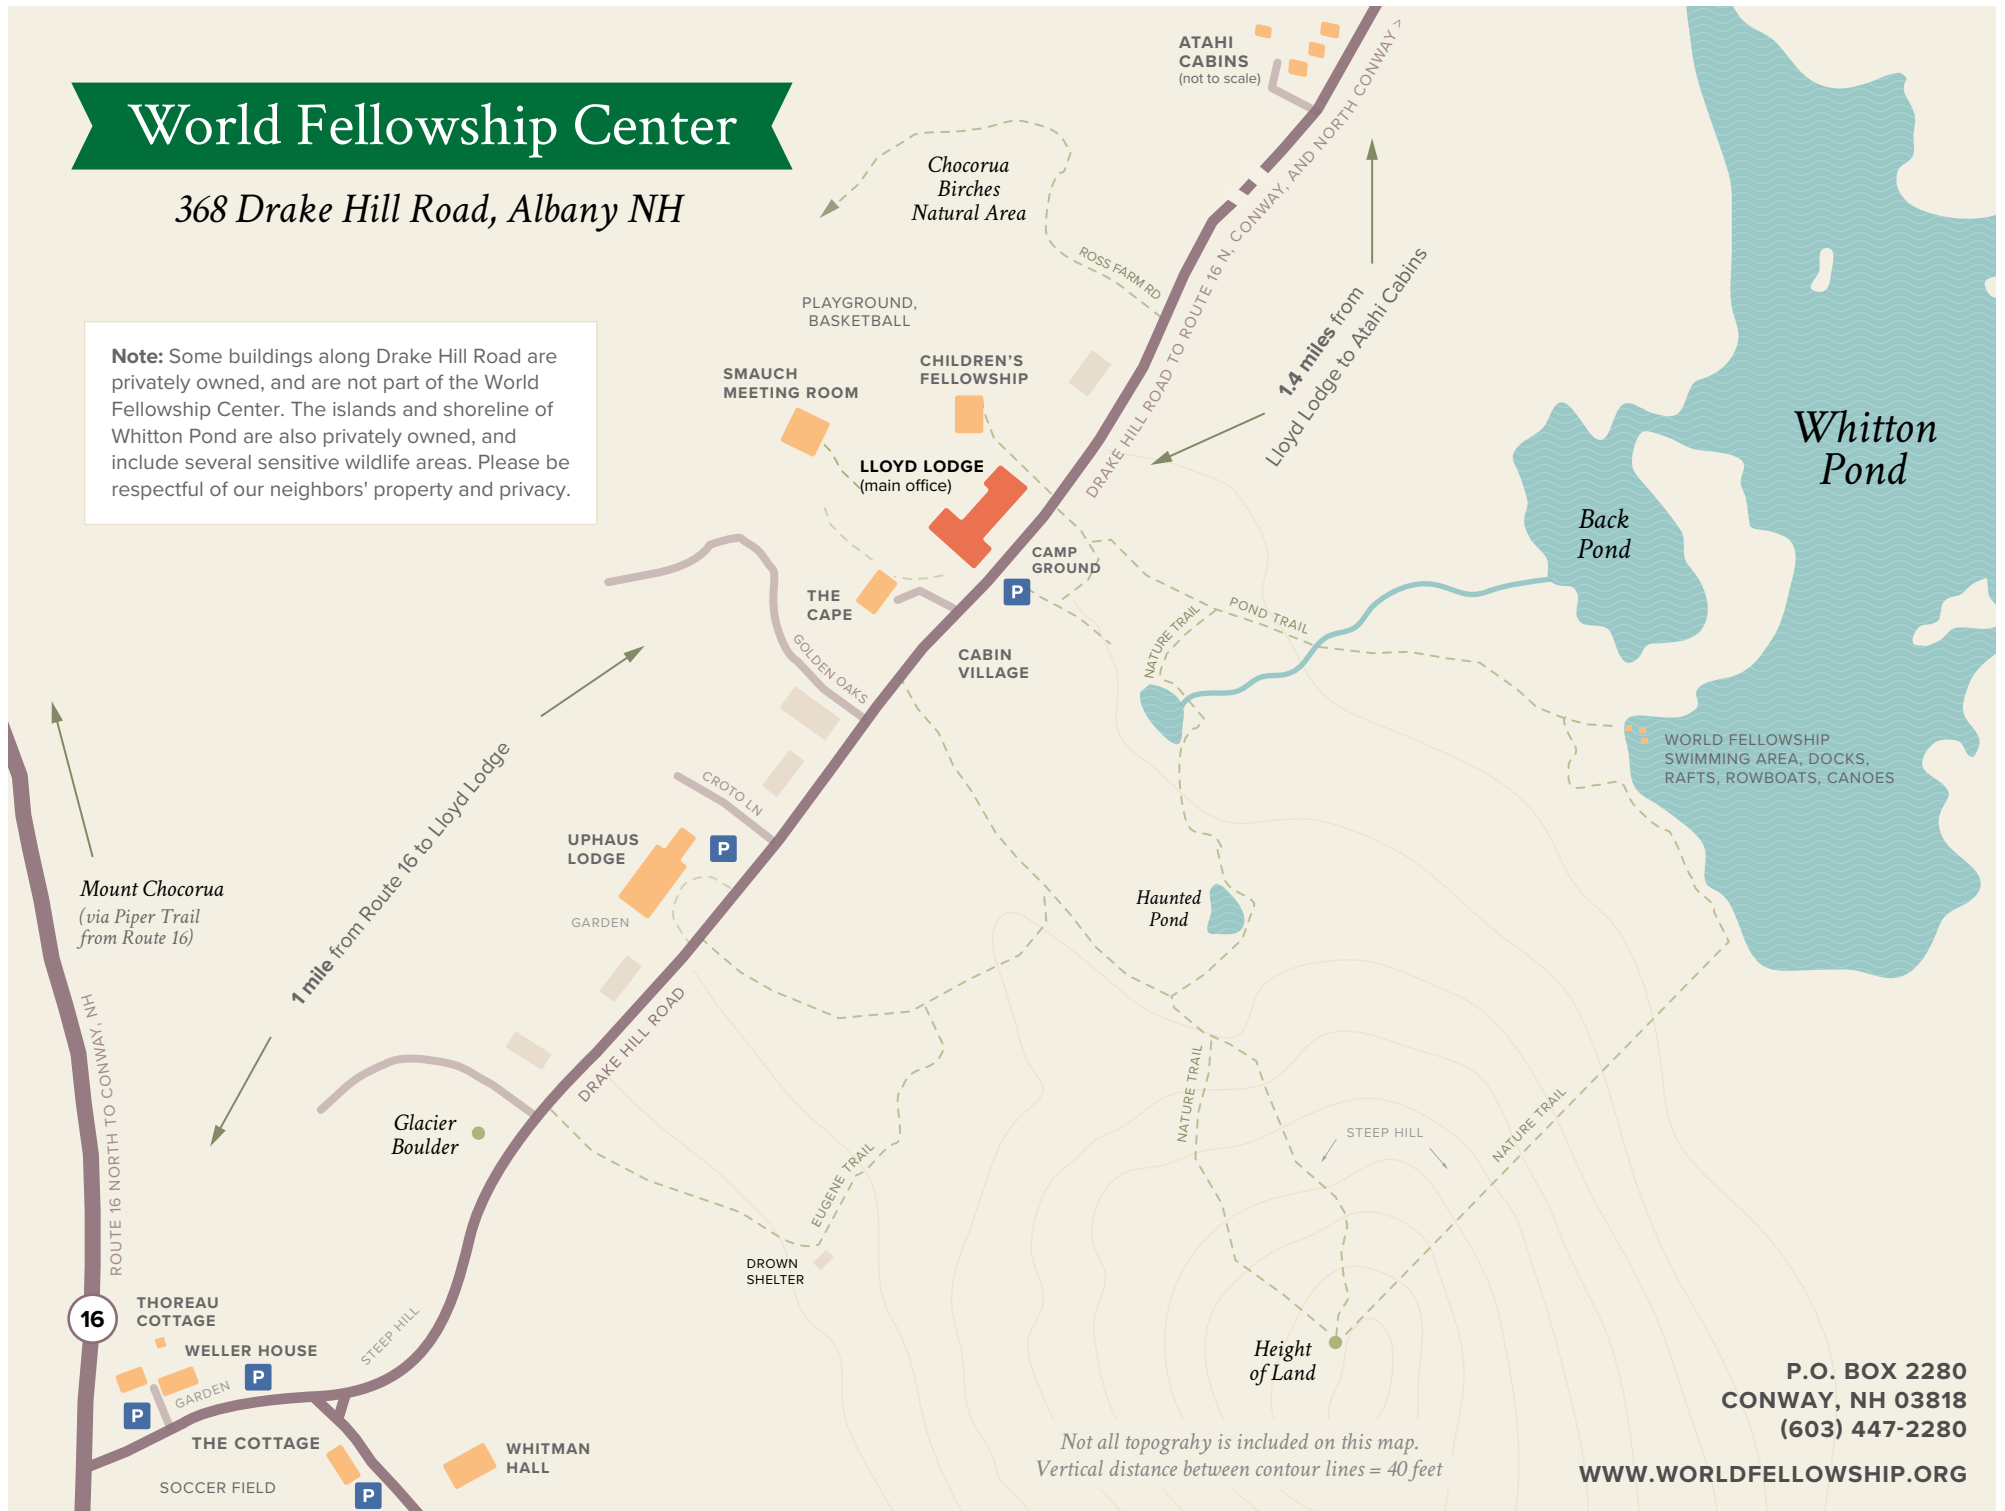 World Fellowship Center
368 Drake Hill Road, Albany NH
Note: Some buildings along Drake Hill Road are
privately owned, and are not part of the World
Fellowship Center. The islands and shoreline of
Whitton Pond are also privately owned, and
include several sensitive wildlife areas. Please be
respectful of our neighbors' property and privacy.
ATAHI
CABINS
(not to scale)
Chocorua
Birches
Natural Area
ROSS FARM RD
DRAKE HILL ROAD TO ROUTE 16 N, CONWAY, AND NORTH CONWAY >
1.4 miles from
Lloyd Lodge to Atahi Cabins
PLAYGROUND,
BASKETBALL
SMAUCH
MEETING ROOM
CHILDREN'S
FELLOWSHIP
LLOYD LODGE
(main office)
CAMP
GROUND
P
THE
CAPE
CABIN
VILLAGE
GOLDEN OAKS
CROTO LN
UPHAUS
LODGE
P
GARDEN
Whitton
Pond
Back
Pond
POND TRAIL
NATURE TRAIL
WORLD FELLOWSHIP
SWIMMING AREA, DOCKS,
RAFTS, ROWBOATS, CANOES
Haunted
Pond
1 mile from Route 16 to Lloyd Lodge
Mount Chocorua
(via Piper Trail
from Route 16)
ROUTE 16 NORTH TO CONWAY, NH
DRAKE HILL ROAD
Glacier
Boulder
EUGENE TRAIL
DROWN
SHELTER
NATURE TRAIL
STEEP HILL
NATURE TRAIL
Height
of Land
16
THOREAU
COTTAGE
WELLER HOUSE
P
GARDEN
P
STEEP HILL
THE COTTAGE
SOCCER FIELD
P
WHITMAN
HALL
Not all topograhy is included on this map.
Vertical distance between contour lines = 40 feet
P.O. BOX 2280
CONWAY, NH 03818
(603) 447-2280
WWW.WORLDFELLOWSHIP.ORG